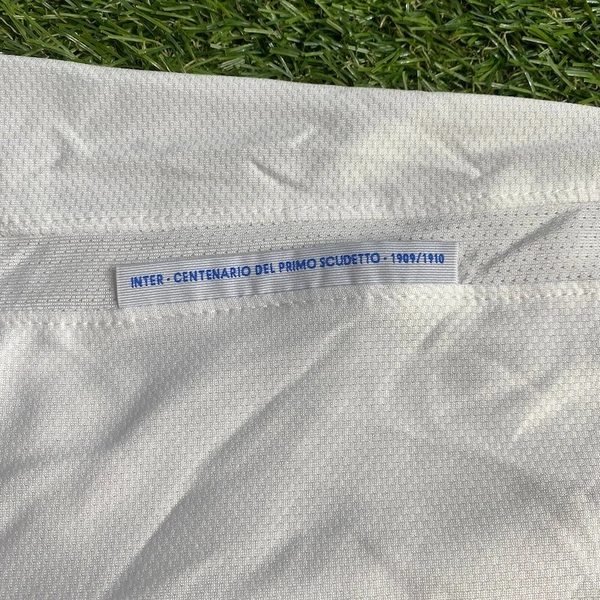 INTER - CENTENARIO DEL PRIMO SCUDETTO - 1909/1910